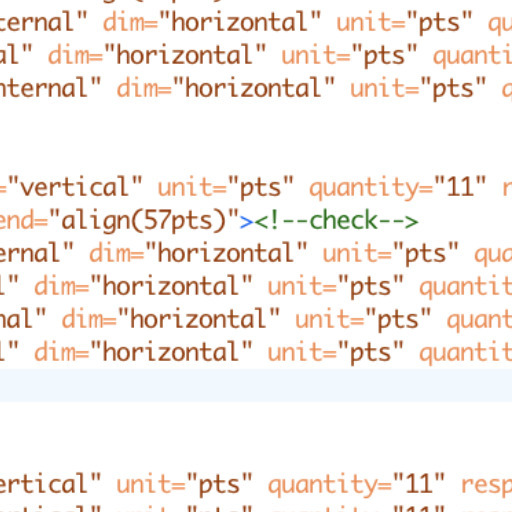 ternal" dim="horizontal" unit="pts" qu
al" dim="horizontal" unit="pts" quanti
nternal" dim="horizontal" unit="pts" q
="vertical" unit="pts" quantity="11" r
end="align(57pts)"><!--check-->
ernal" dim="horizontal" unit="pts" qua
l" dim="horizontal" unit="pts" quantit
nal" dim="horizontal" unit="pts" quant
l" dim="horizontal" unit="pts" quantit
ertical" unit="pts" quantity="11" resp